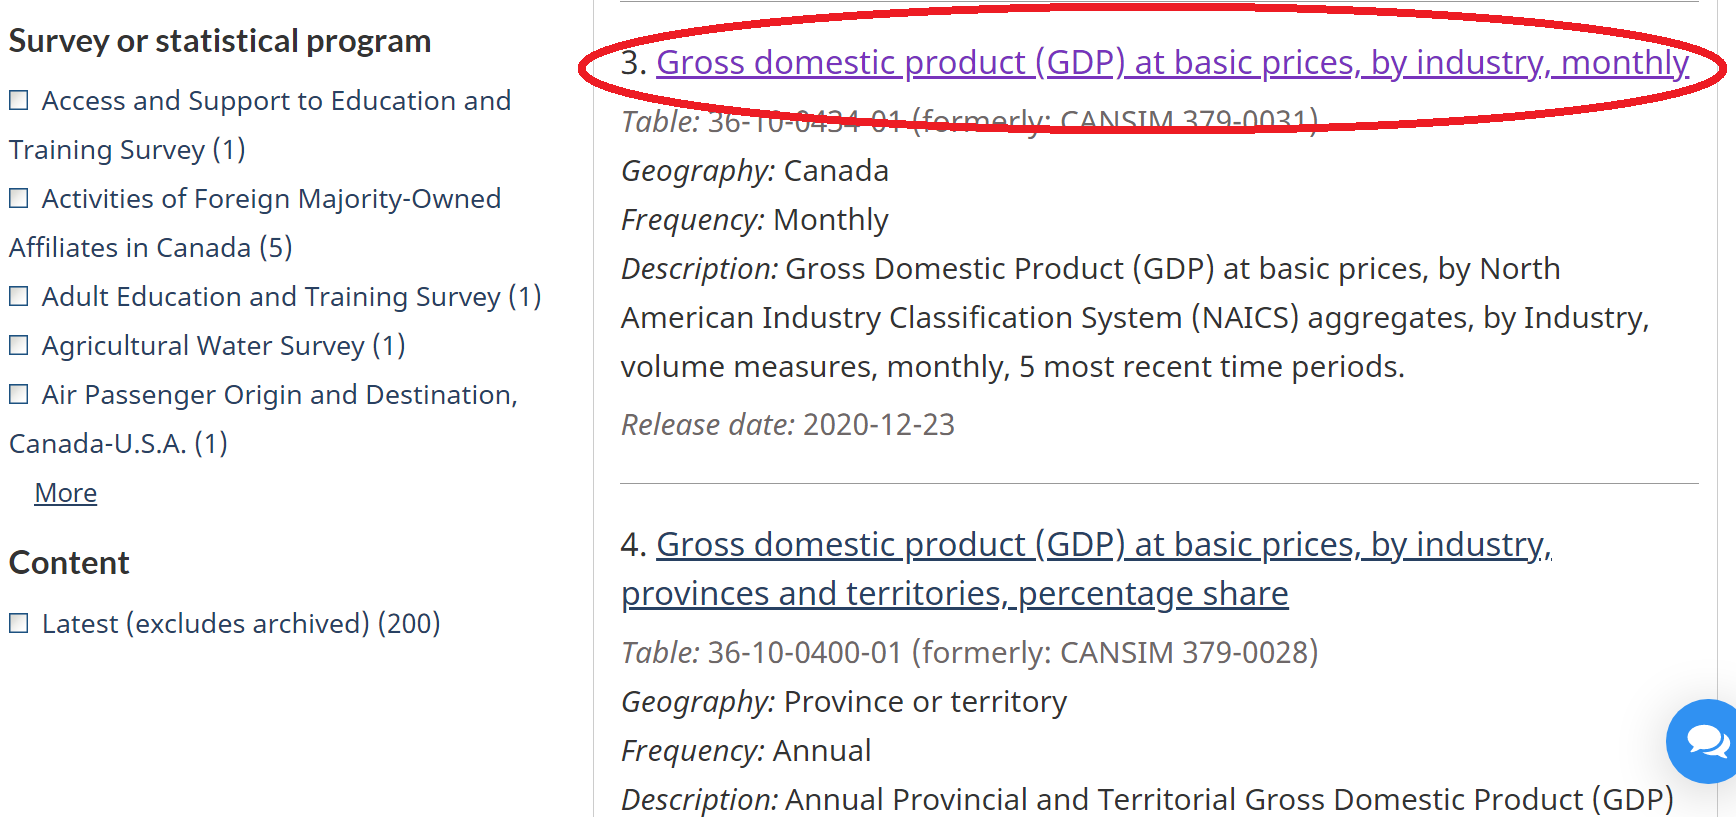 Survey or statistical program
Access and Support to Education and
Training Survey (1)
Activities of Foreign Majority-Owned
Affiliates in Canada (5)
Adult Education and Training Survey (1)
Agricultural Water Survey (1)
Air Passenger Origin and Destination,
Canada-U.S.A. (1)
More
Content
Latest (excludes archived) (200)
3. Gross domestic product (GDP) at basic prices, by industry, monthly
Table: 36-10-0434-01 (formerly: CANSIM 379-0031)
Geography: Canada
Frequency: Monthly
Description: Gross Domestic Product (GDP) at basic prices, by North
American Industry Classification System (NAICS) aggregates, by Industry,
volume measures, monthly, 5 most recent time periods.
Release date: 2020-12-23
4. Gross domestic product (GDP) at basic prices, by industry,
provinces and territories, percentage share
Table: 36-10-0400-01 (formerly: CANSIM 379-0028)
Geography: Province or territory
Frequency: Annual
Description: Annual Provincial and Territorial Gross Domestic Product (GDP)